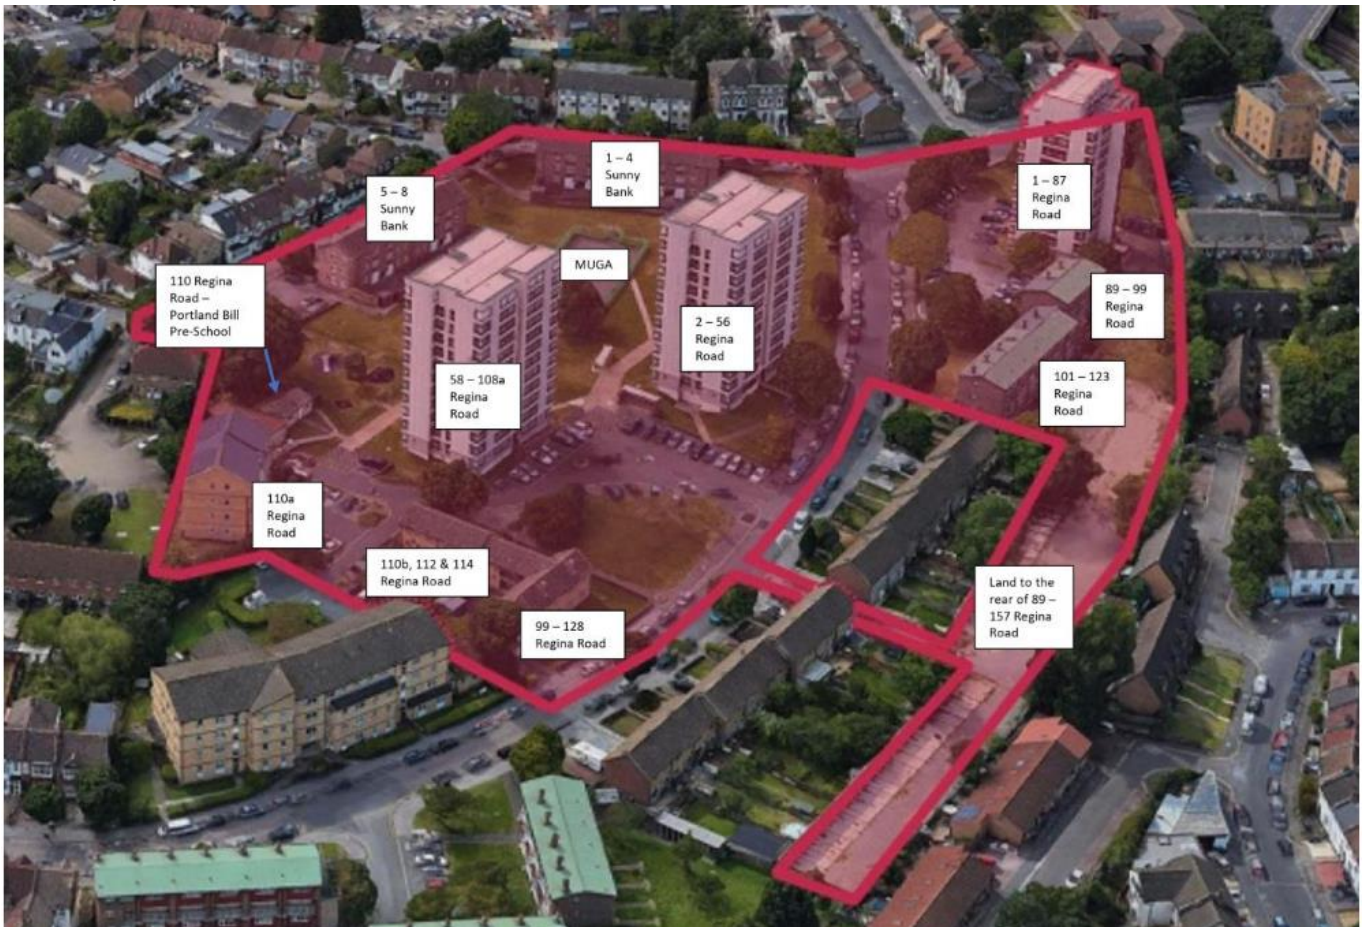 1 – 4
Sunny
Bank
5 – 8
Sunny
Bank
1 – 87
Regina
Road
MUGA
110 Regina
Road –
Portland Bill
Pre-School
89 – 99
Regina
Road
2 – 56
Regina
Road
58 – 108a
Regina
Road
101 – 123
Regina
Road
110a
Regina
Road
110b, 112 & 114
Regina Road
Land to the
rear of 89 –
157 Regina
Road
99 – 128
Regina Road